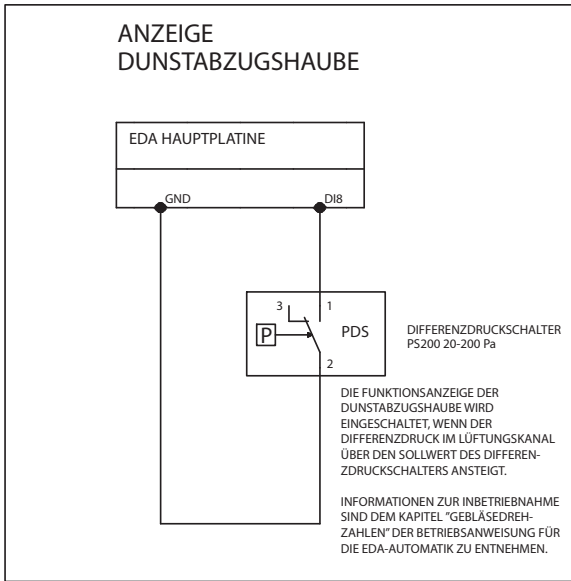 ANZEIGE
DUNSTABZUGSHAUBE
EDA HAUPTPLATINE
GND
DI8
3
1
P
PDS
2
DIFFERENZDRUCKSCHALTER
PS200 20-200 Pa
DIE FUNKTIONSANZEIGE DER
DUNSTABZUGSHAUBE WIRD
EINGESCHALTET, WENN DER
DIFFERENZDRUCK IM LÜFTUNGSKANAL
ÜBER DEN SOLLWERT DES DIFFEREN-
ZDRUCKSCHALTERS ANSTEIGT.
INFORMATIONEN ZUR INBETRIEBNAHME
SIND DEM KAPITEL "GEBLÄSEDREH-
ZAHLEN" DER BETRIEBSANWEISUNG FÜR
DIE EDA-AUTOMATIK ZU ENTNEHMEN.